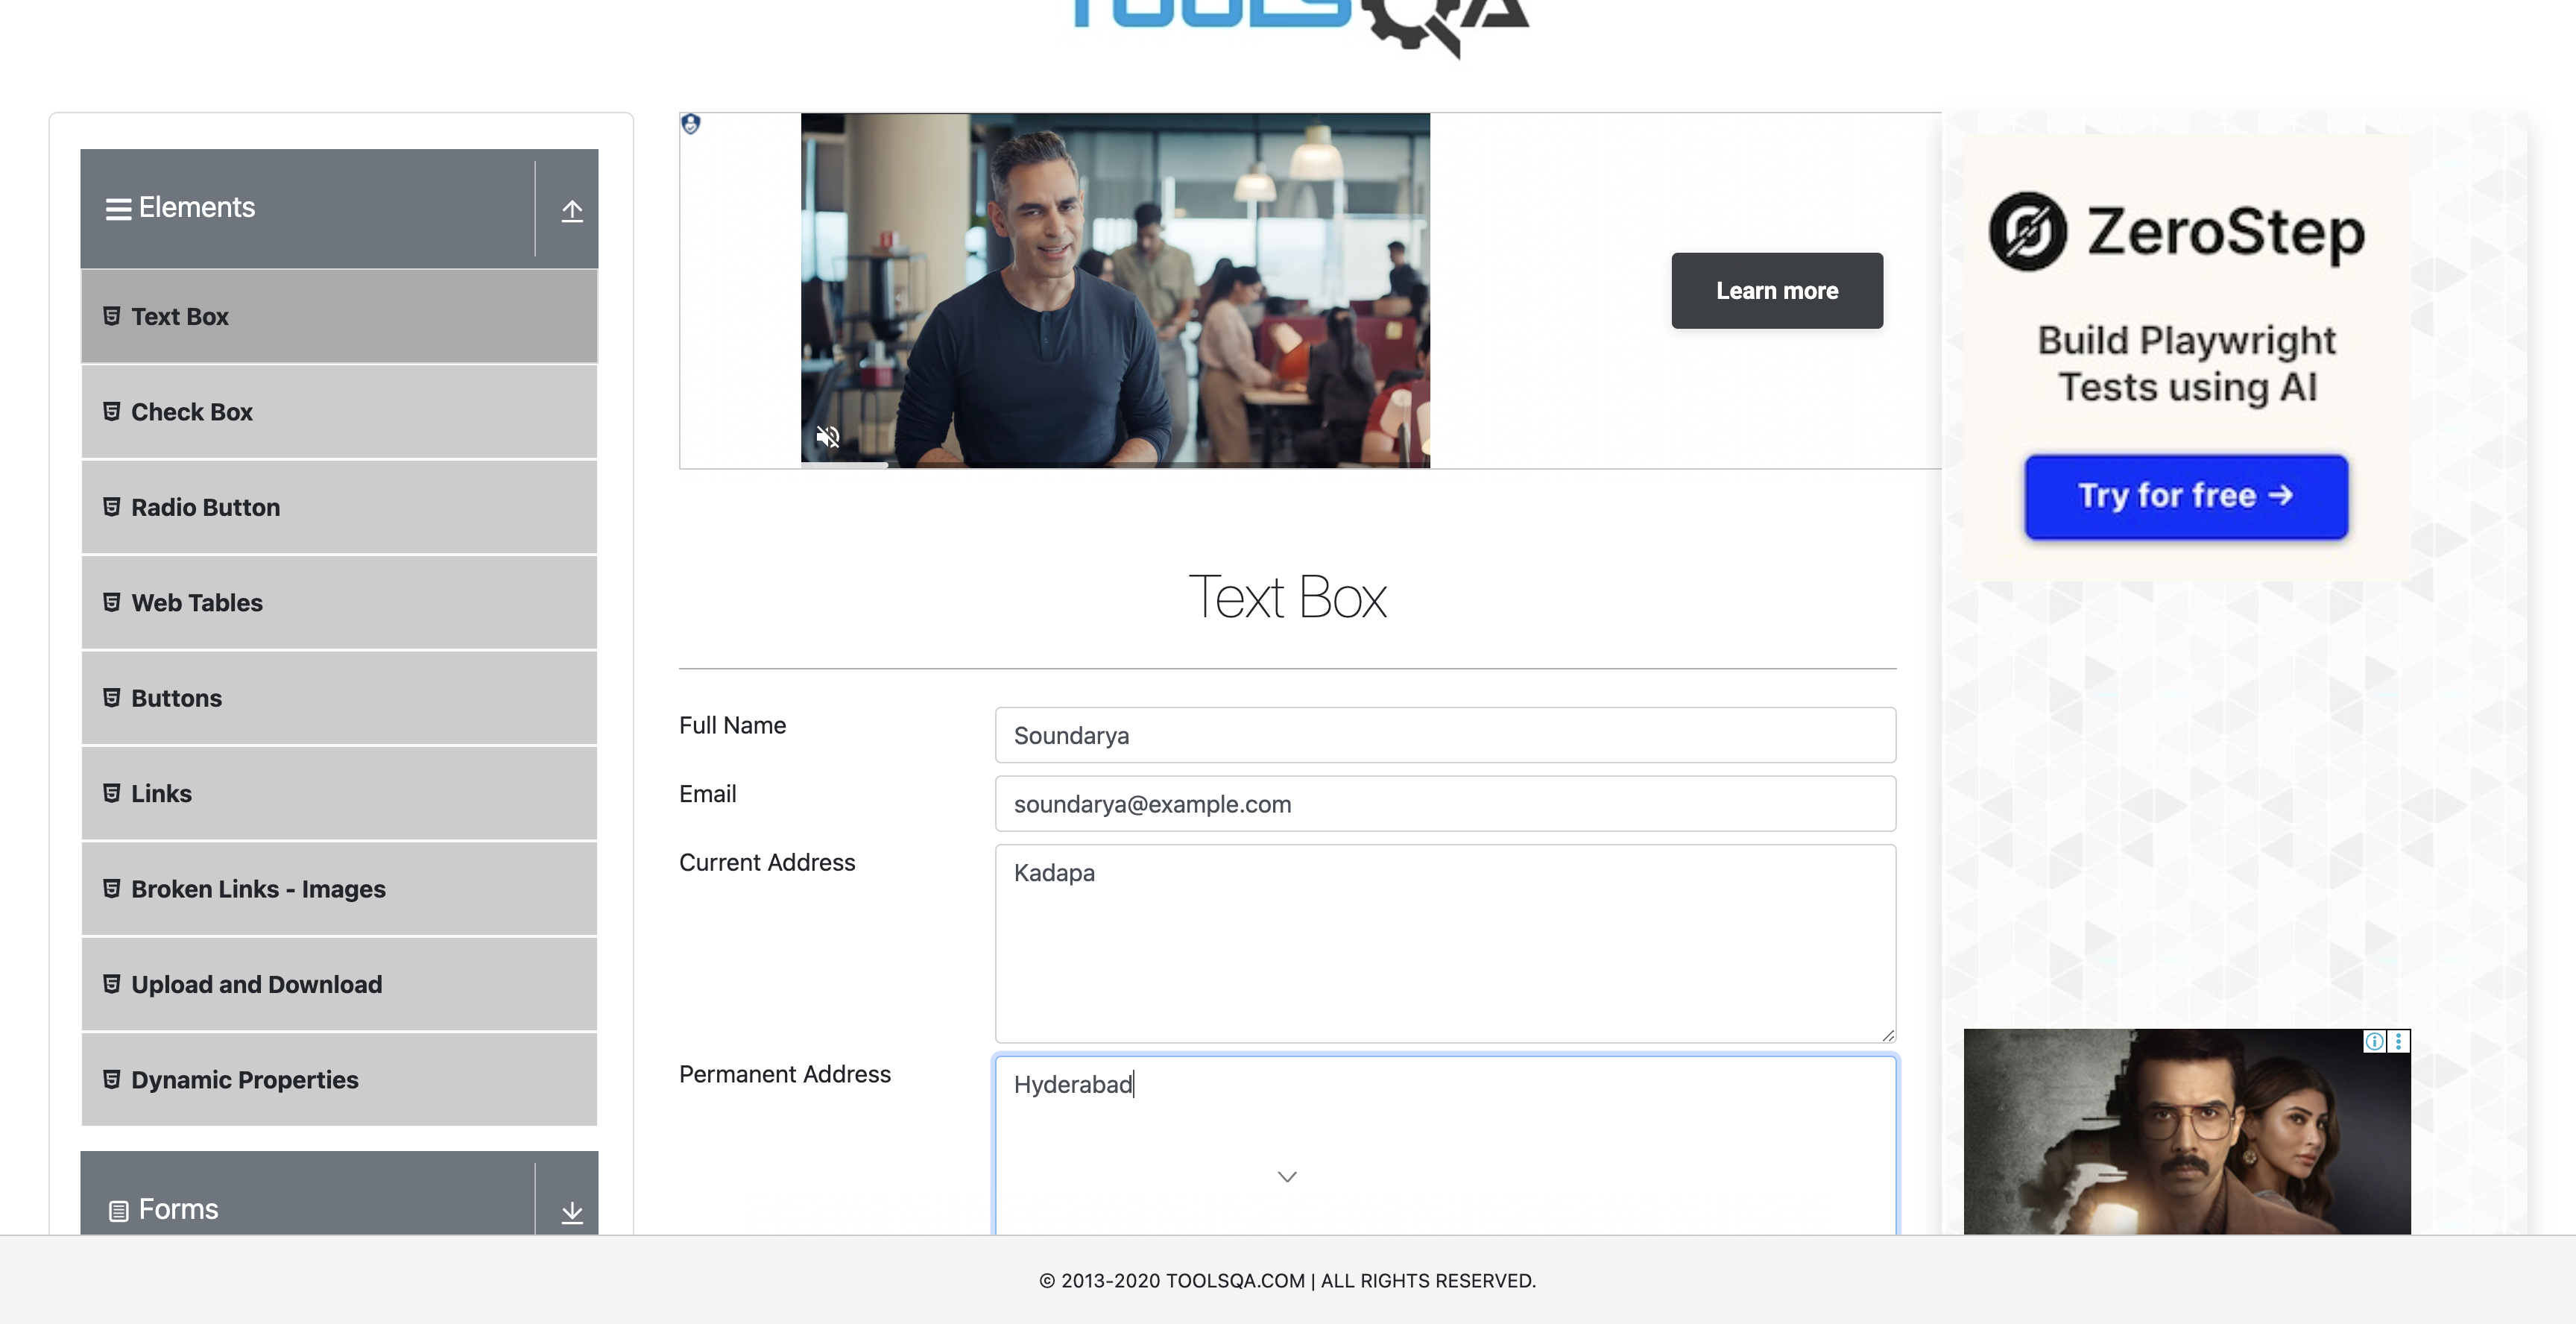 TOOLSQA
Elements
Text Box
Check Box
Radio Button
Web Tables
Buttons
Links
Broken Links - Images
Upload and Download
Dynamic Properties
Forms
Learn more
Text Box
Full Name
Soundarya
Email
soundarya@example.com
Current Address
Kadapa
Permanent Address
Hyderabad
ZeroStep
Build Playwright
Tests using AI
Try for free →
© 2013-2020 TOOLSQA.COM | ALL RIGHTS RESERVED.